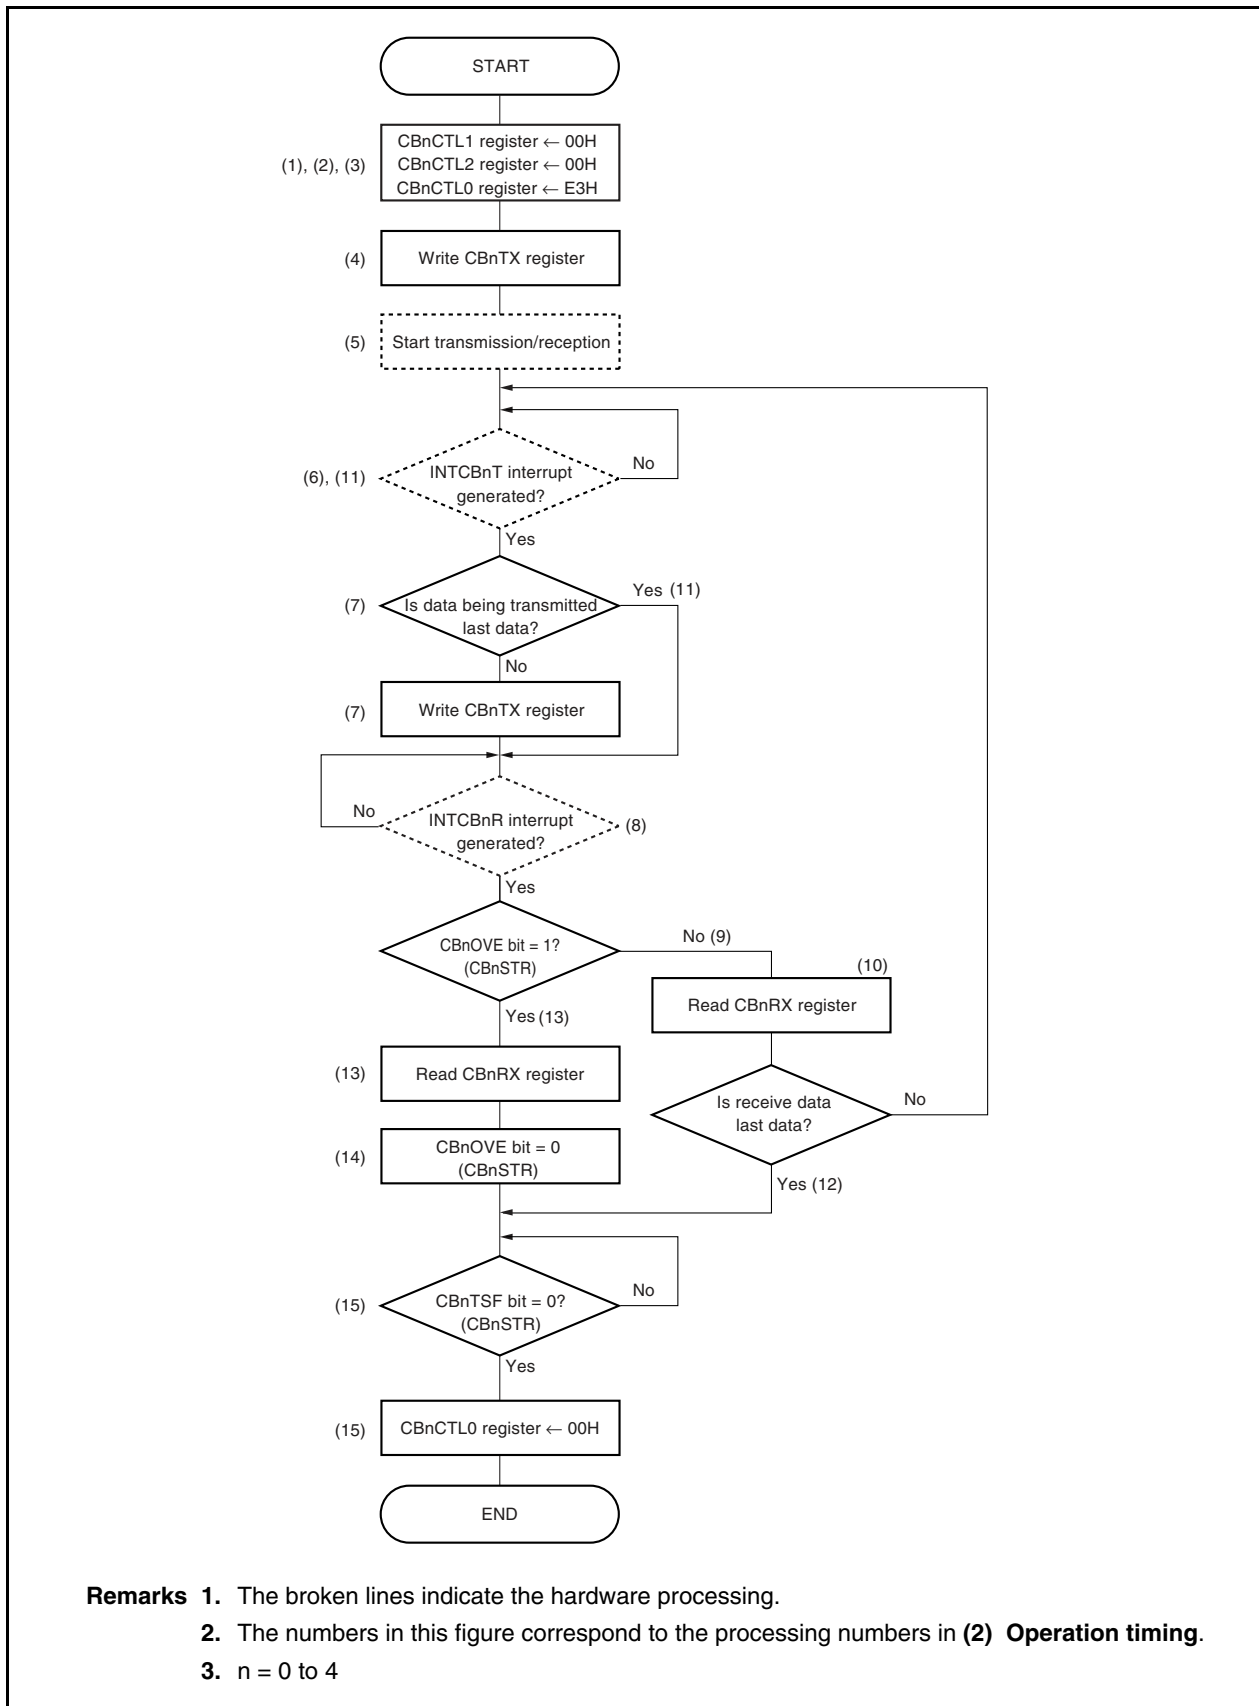 START
(1), (2), (3)
CBnCTL1 register ← 00H
CBnCTL2 register ← 00H
CBnCTL0 register ← E3H
(4)
Write CBnTX register
(5)
Start transmission/reception
(6), (11)
INTCBnT interrupt
generated?
No
Yes
(7)
Is data being transmitted
last data?
Yes (11)
No
(7)
Write CBnTX register
No
INTCBnR interrupt
generated?
(8)
Yes
CBnOVE bit = 1?
(CBnSTR)
No (9)
(10)
Read CBnRX register
Yes (13)
(13)
Read CBnRX register
Is receive data
last data?
No
(14)
CBnOVE bit = 0
(CBnSTR)
Yes (12)
(15)
CBnTSF bit = 0?
(CBnSTR)
No
Yes
(15)
CBnCTL0 register ← 00H
END
Remarks 1. The broken lines indicate the hardware processing.
2. The numbers in this figure correspond to the processing numbers in (2) Operation timing.
3. n = 0 to 4